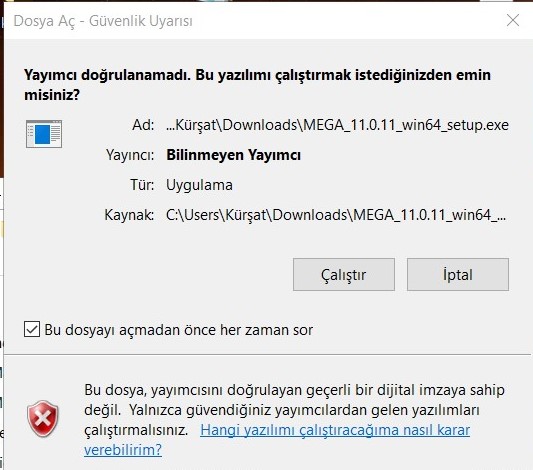 Dosya Aç - Güvenlik Uyarısı
Yayımcı doğrulanamadı. Bu yazılımı çalıştırmak istediğinizden emin
misiniz?
Ad: ...Kürşat\Downloads\MEGA_11.0.11_win64_setup.exe
Yayıncı: Bilinmeyen Yayımcı
Tür: Uygulama
Kaynak: C:\Users\Kürşat\Downloads\MEGA_11.0.11_win64_...
Çalıştır İptal
Bu dosyayı açmadan önce her zaman sor
Bu dosya, yayımcısını doğrulayan geçerli bir dijital imzaya sahip
değil. Yalnızca güvendiğiniz yayımcılardan gelen yazılımları
çalıştırmalısınız. Hangi yazılımı çalıştıracağıma nasıl karar
verebilirim?